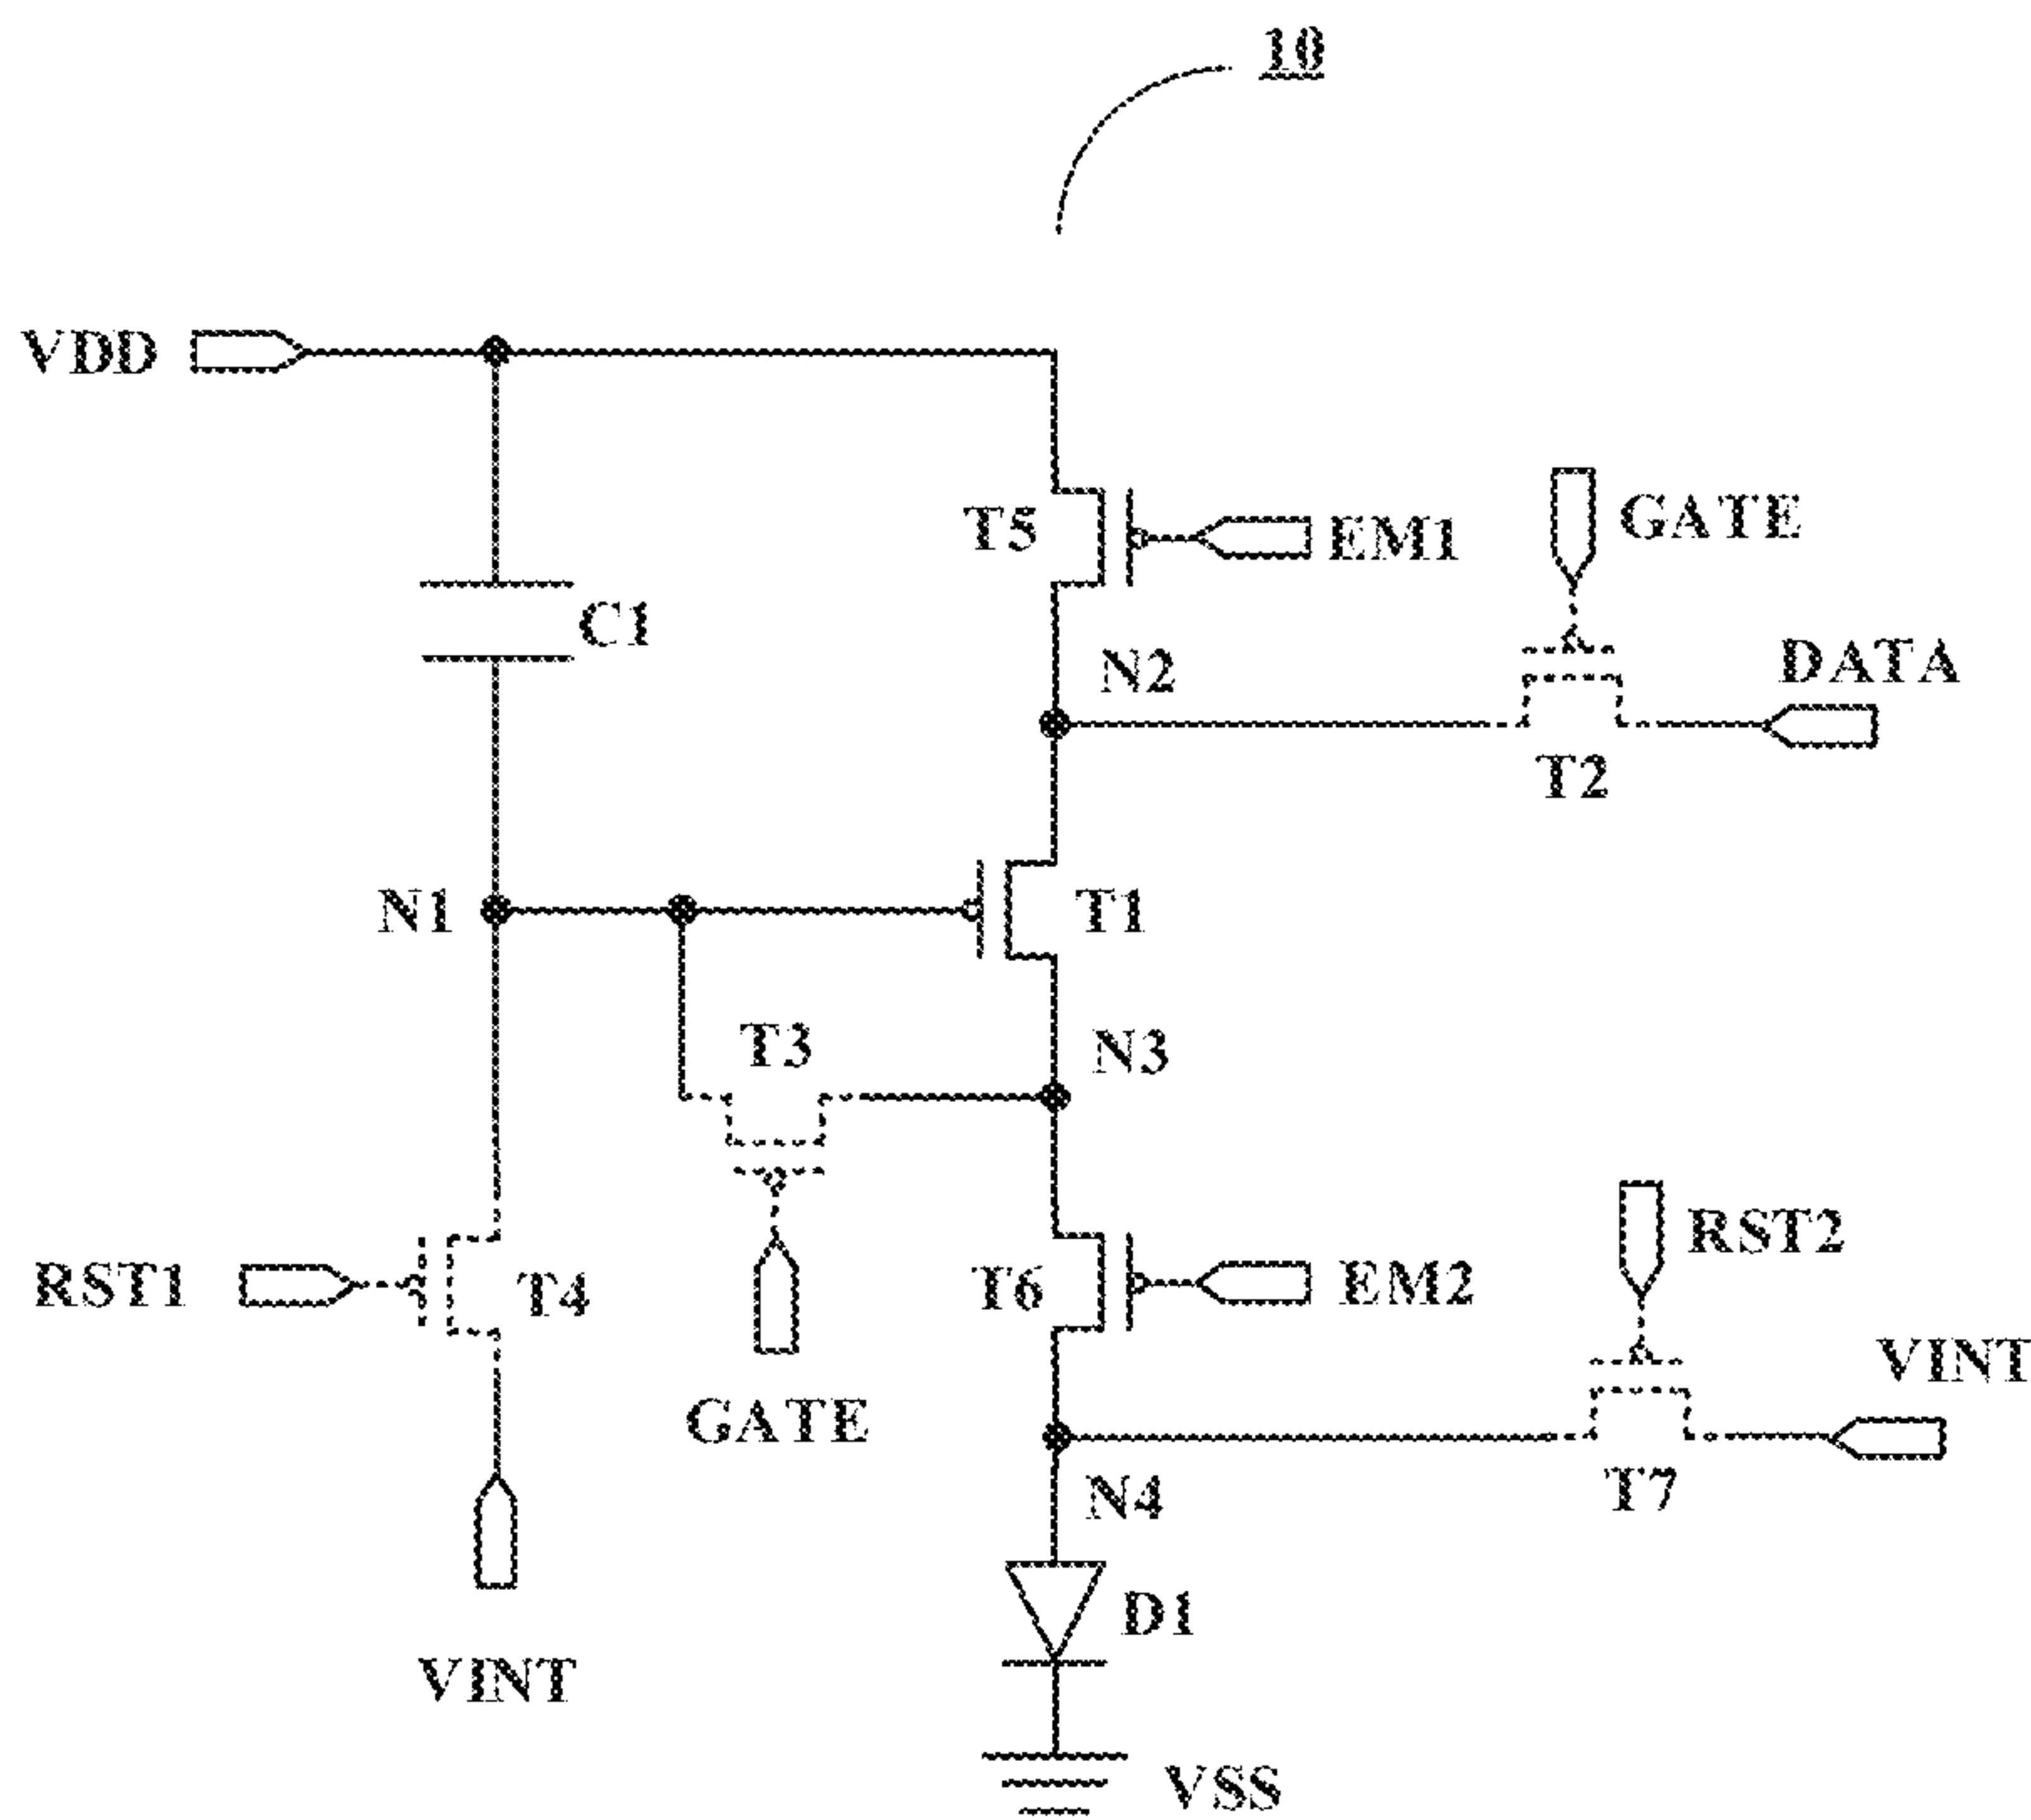 10
VDD
T5
EM1
GATE
C1
N2
DATA
T2
N1
T1
T3
N3
RST1
T4
T6
EM2
RST2
GATE
VINT
N4
T7
D1
VINT
VSS